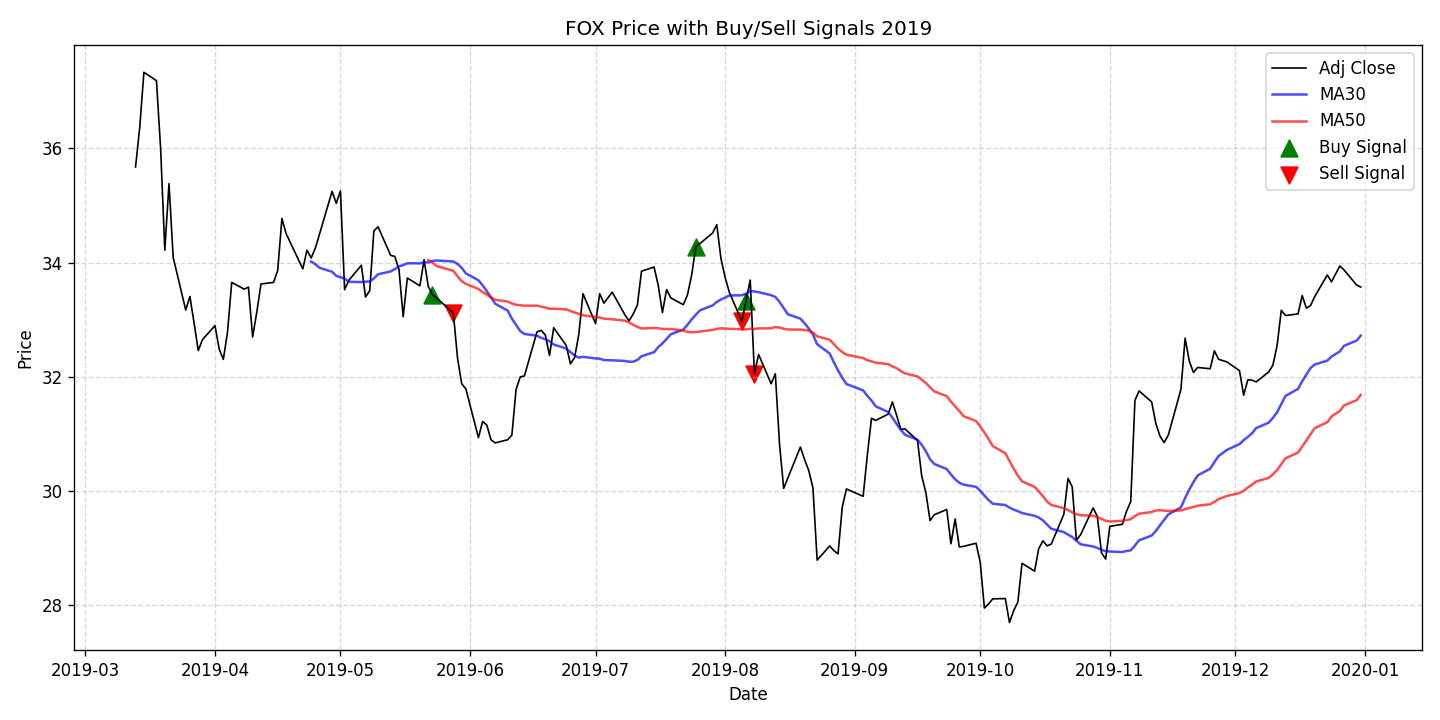 FOX Price with Buy/Sell Signals 2019
Adj Close
MA30
MA50
Buy Signal
Sell Signal
Price
36
34
32
30
28
2019-03 2019-04 2019-05 2019-06 2019-07 2019-08 2019-09 2019-10 2019-11 2019-12 2020-01
Date